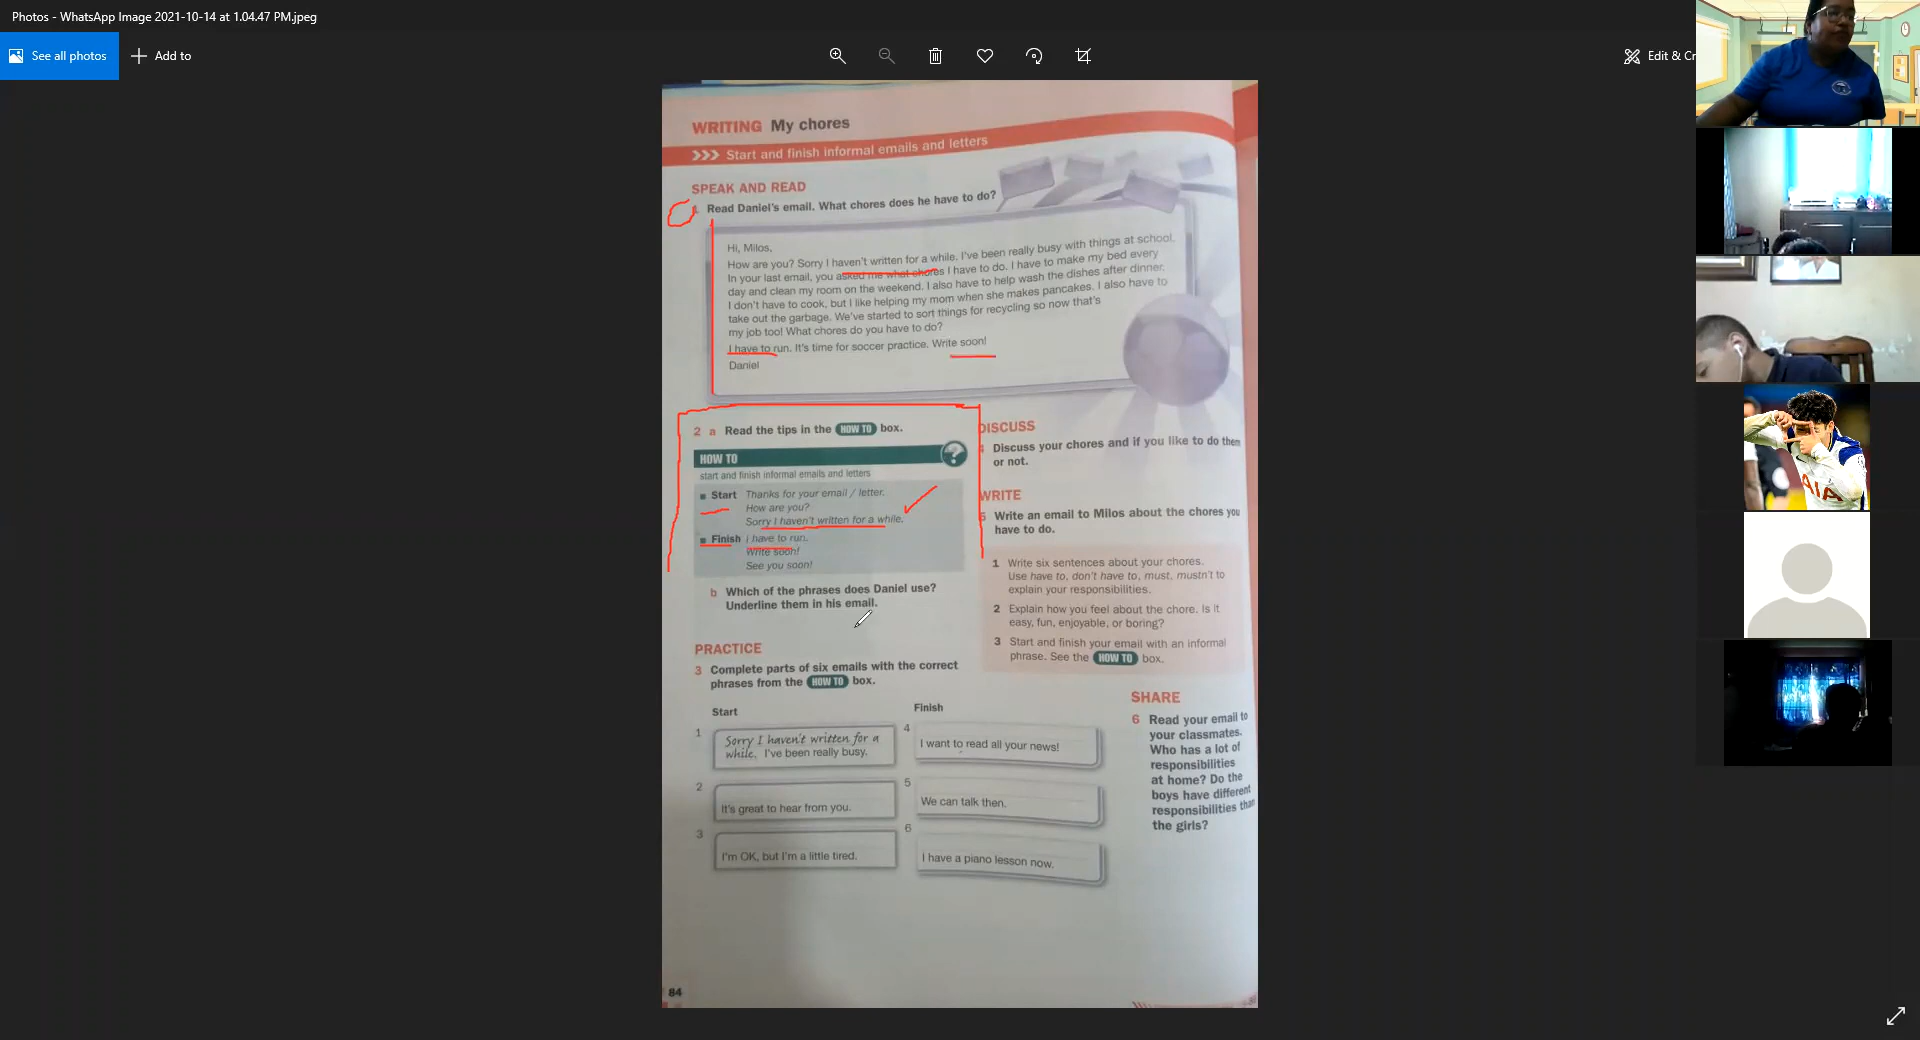 Photos - WhatsApp Image 2021-10-14 at 1.04.47 PM.jpeg
See all photos
Add to
Edit & Cr
WRITING My chores
>>> Start and finish informal emails and letters
SPEAK AND READ
Read Daniel's email. What chores does he have to do?
Hi, Milos,
How are you? Sorry I haven't written for a while. I've been really busy with things at school.
In your last email, you asked me what chores I have to do. I have to make my bed every
day and clean my room on the weekend. I also have to help wash the dishes after dinner.
I don't have to cook, but I like helping my mom when she makes pancakes. I also have to
take out the garbage. We've started to sort things for recycling so now that's
my job too! What chores do you have to do?
I have to run. It's time for soccer practice. Write soon!
Daniel
2 a Read the tips in the HOW TO box.
HOW TO ?
start and finish informal emails and letters
Start Thanks for your email / letter.
How are you?
Sorry I haven't written for a while.
Finish I have to run.
Write soon!
See you soon!
b Which of the phrases does Daniel use?
Underline them in his email.
PRACTICE
3 Complete parts of six emails with the correct
phrases from the HOW TO box.
Start
1 Sorry I haven't written for a
while. I've been really busy.
2 It's great to hear from you.
3 I'm OK, but I'm a little tired.
Finish
4 I want to read all your news!
5 We can talk then.
6 I have a piano lesson now.
DISCUSS
4 Discuss your chores and if you like to do them
or not.
WRITE
5 Write an email to Milos about the chores you
have to do.
1 Write six sentences about your chores.
Use have to, don't have to, must, mustn't to
explain your responsibilities.
2 Explain how you feel about the chore. Is it
easy, fun, enjoyable, or boring?
3 Start and finish your email with an informal
phrase. See the HOW TO box.
SHARE
6 Read your email to
your classmates.
Who has a lot of
responsibilities
at home? Do the
boys have different
responsibilities than
the girls?
84
AIA